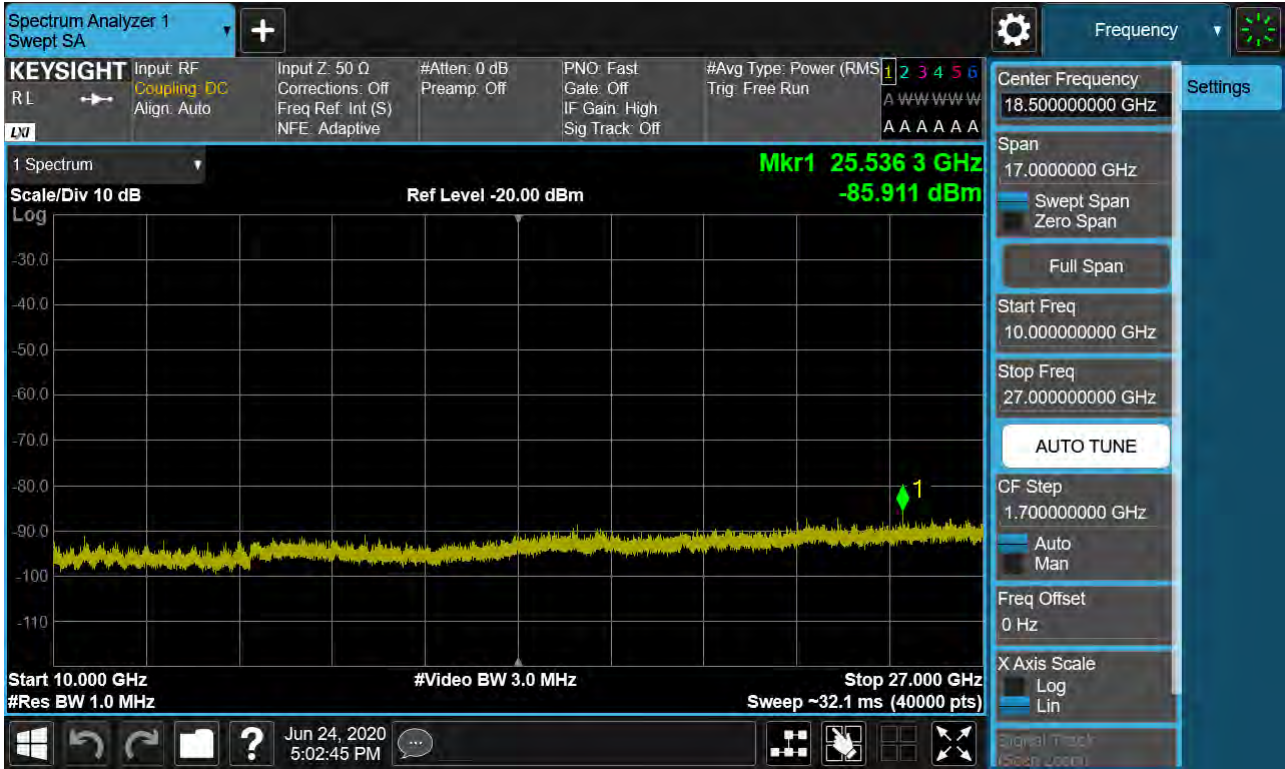 Spectrum Analyzer 1
Swept SA
+
Frequency
KEYSIGHT
R L
LXI
Input: RF
Coupling: DC
Align: Auto
Input Z: 50 Ω
Corrections: Off
Freq Ref: Int (S)
NFE: Adaptive
#Atten: 0 dB
Preamp: Off
PNO: Fast
Gate: Off
IF Gain: High
Sig Track: Off
#Avg Type: Power (RMS
Trig: Free Run
1 2 3 4 5 6
A W W W W W
A A A A A A
1 Spectrum
Scale/Div 10 dB
Log
Ref Level -20.00 dBm
Mkr1 25.536 3 GHz
-85.911 dBm
-30.0
-40.0
-50.0
-60.0
-70.0
-80.0
-90.0
-100
-110
1
Start 10.000 GHz
#Res BW 1.0 MHz
#Video BW 3.0 MHz
Stop 27.000 GHz
Sweep ~32.1 ms (40000 pts)
Center Frequency
18.500000000 GHz
Settings
Span
17.0000000 GHz
Swept Span
Zero Span
Full Span
Start Freq
10.000000000 GHz
Stop Freq
27.000000000 GHz
AUTO TUNE
CF Step
1.700000000 GHz
Auto
Man
Freq Offset
0 Hz
X Axis Scale
Log
Lin
Signal Track
(Span Zoom)
?
Jun 24, 2020
5:02:45 PM